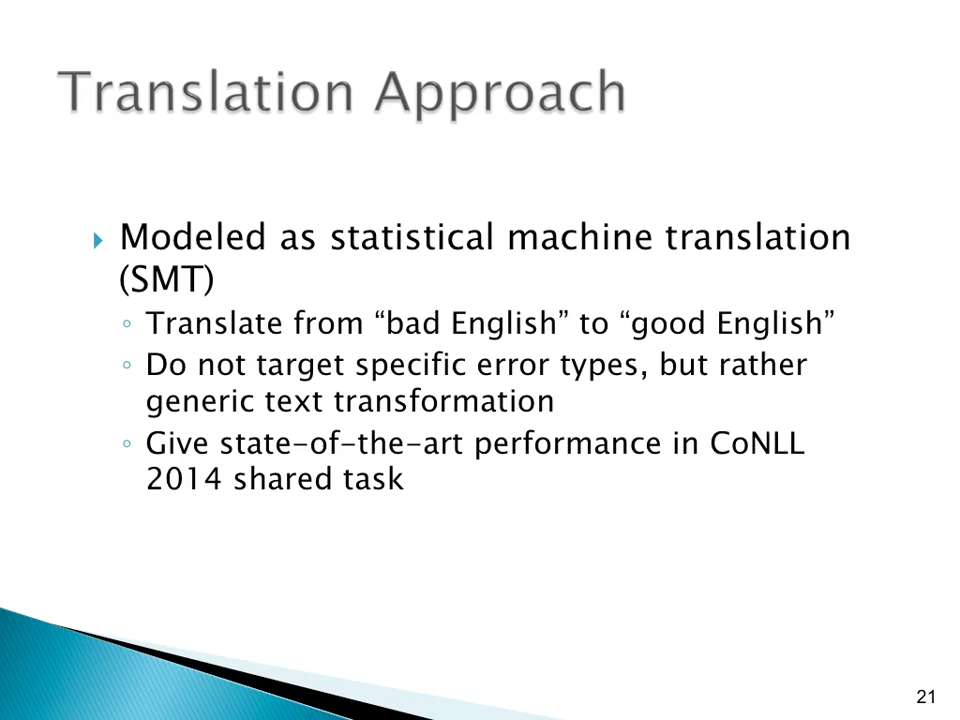 Translation Approach
Modeled as statistical machine translation
(SMT)
Translate from “bad English” to “good English”
Do not target specific error types, but rather
generic text transformation
Give state-of-the-art performance in CoNLL
2014 shared task
21